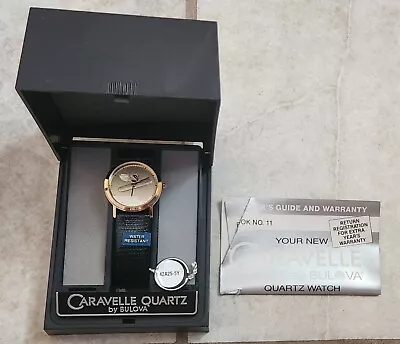 WATER
RESISTANT
CARAVELLE QUARTZ
by BULOVA
'S GUIDE AND WARRANTY
OK NO. 11
RETURN
REGISTRATION
FOR EXTRA
YEAR'S
WARRANTY
YOUR NEW
VELLE
BULOVA
QUARTZ WATCH